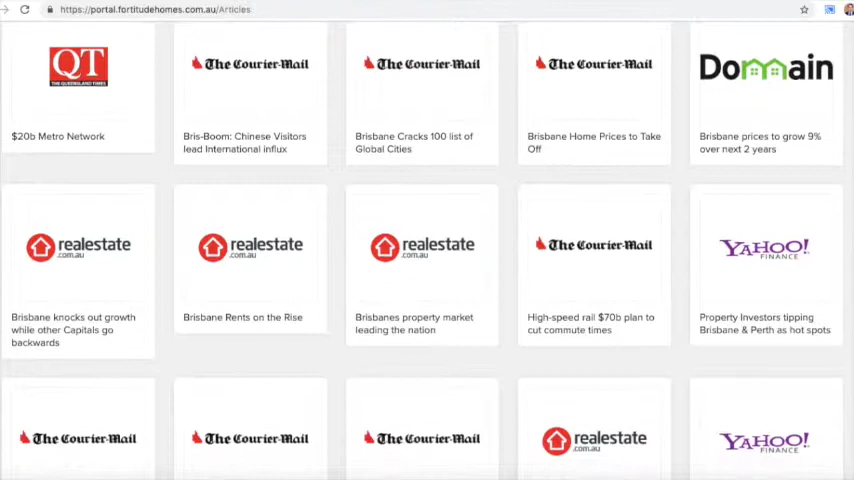 https://portal.fortitudehomes.com.au/Articles
QT
THE QUEENSLAND TIMES
The Courier-Mail
The Courier-Mail
The Courier-Mail
Domain
$20b Metro Network
Bris-Boom: Chinese Visitors
lead International influx
Brisbane Cracks 100 list of
Global Cities
Brisbane Home Prices to Take
Off
Brisbane prices to grow 9%
over next 2 years
realestate
.com.au
realestate
.com.au
realestate
.com.au
The Courier-Mail
YAHOO!
FINANCE
Brisbane knocks out growth
while other Capitals go
backwards
Brisbane Rents on the Rise
Brisbanes property market
leading the nation
High-speed rail $70b plan to
cut commute times
Property Investors tipping
Brisbane & Perth as hot spots
The Courier-Mail
The Courier-Mail
The Courier-Mail
realestate
.com.au
YAHOO!
FINANCE